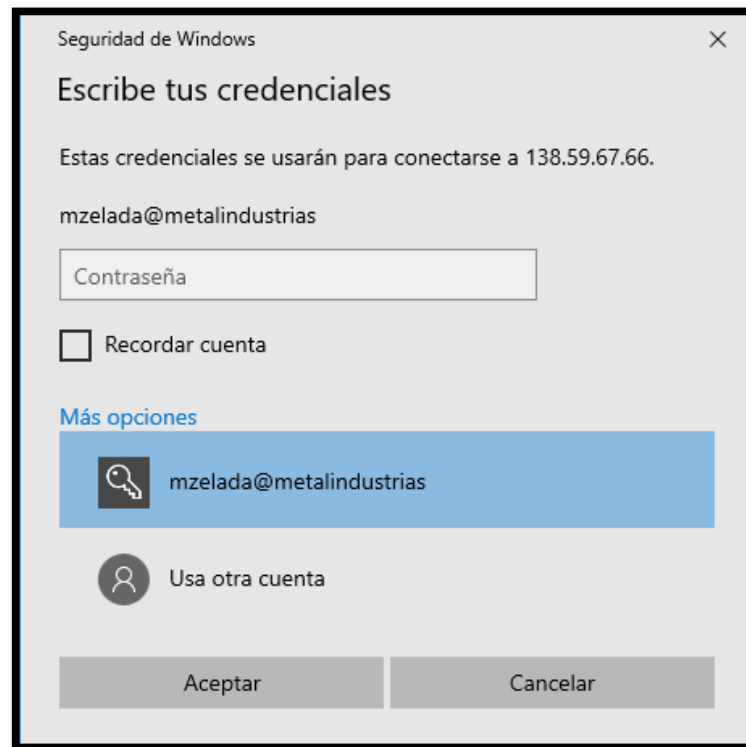 Seguridad de Windows
Escribe tus credenciales
Estas credenciales se usarán para conectarse a 138.59.67.66.
mzelada@metalindustrias
Contraseña
Recordar cuenta
Más opciones
mzelada@metalindustrias
Usa otra cuenta
Aceptar
Cancelar